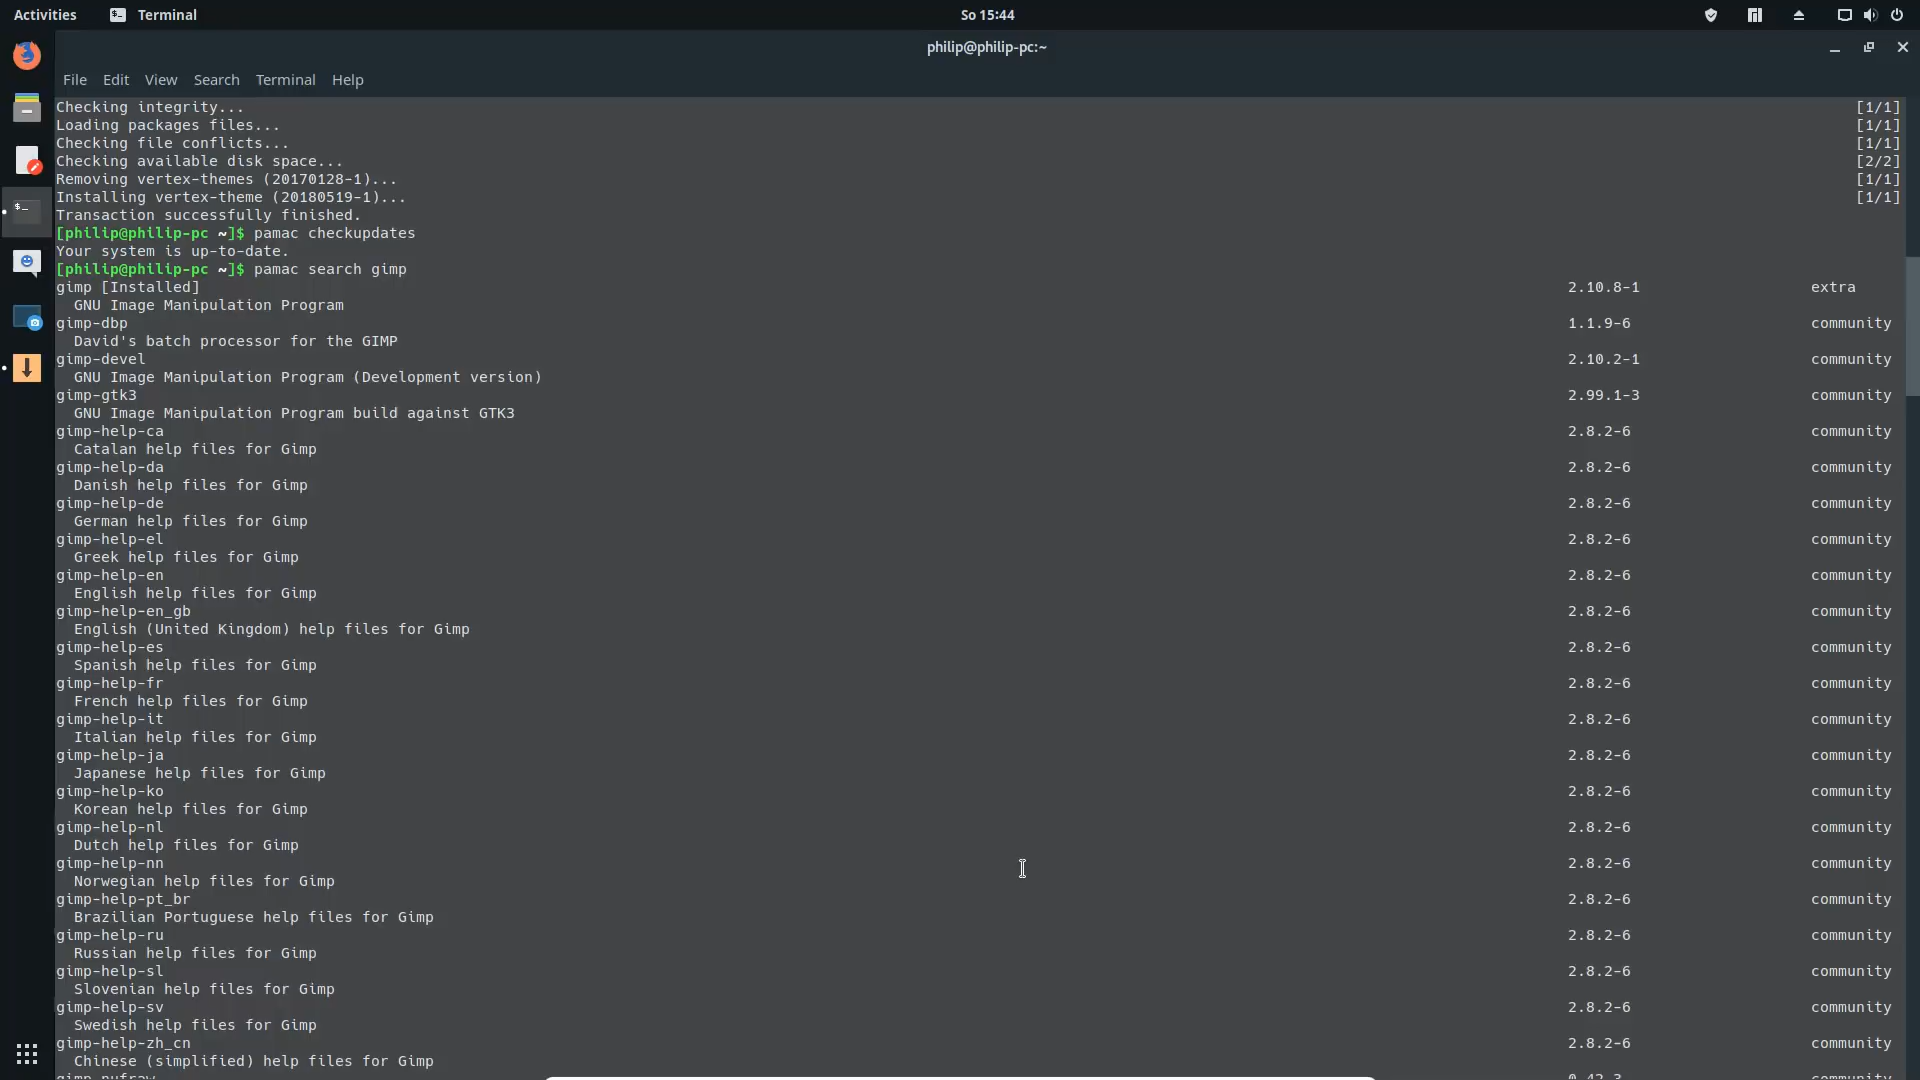 Activities Terminal So 15:44
philip@philip-pc:~
File Edit View Search Terminal Help
Checking integrity... [1/1]
Loading packages files... [1/1]
Checking file conflicts... [1/1]
Checking available disk space... [2/2]
Removing vertex-themes (20170128-1)... [1/1]
Installing vertex-theme (20180519-1)... [1/1]
Transaction successfully finished.
[philip@philip-pc ~]$ pamac checkupdates
Your system is up-to-date.
[philip@philip-pc ~]$ pamac search gimp
gimp [Installed] 2.10.8-1 extra
GNU Image Manipulation Program
gimp-dbp 1.1.9-6 community
David's batch processor for the GIMP
gimp-devel 2.10.2-1 community
GNU Image Manipulation Program (Development version)
gimp-gtk3 2.99.1-3 community
GNU Image Manipulation Program build against GTK3
gimp-help-ca 2.8.2-6 community
Catalan help files for Gimp
gimp-help-da 2.8.2-6 community
Danish help files for Gimp
gimp-help-de 2.8.2-6 community
German help files for Gimp
gimp-help-el 2.8.2-6 community
Greek help files for Gimp
gimp-help-en 2.8.2-6 community
English help files for Gimp
gimp-help-en_gb 2.8.2-6 community
English (United Kingdom) help files for Gimp
gimp-help-es 2.8.2-6 community
Spanish help files for Gimp
gimp-help-fr 2.8.2-6 community
French help files for Gimp
gimp-help-it 2.8.2-6 community
Italian help files for Gimp
gimp-help-ja 2.8.2-6 community
Japanese help files for Gimp
gimp-help-ko 2.8.2-6 community
Korean help files for Gimp
gimp-help-nl 2.8.2-6 community
Dutch help files for Gimp
gimp-help-nn 2.8.2-6 community
Norwegian help files for Gimp
gimp-help-pt_br 2.8.2-6 community
Brazilian Portuguese help files for Gimp
gimp-help-ru 2.8.2-6 community
Russian help files for Gimp
gimp-help-sl 2.8.2-6 community
Slovenian help files for Gimp
gimp-help-sv 2.8.2-6 community
Swedish help files for Gimp
gimp-help-zh_cn 2.8.2-6 community
Chinese (simplified) help files for Gimp